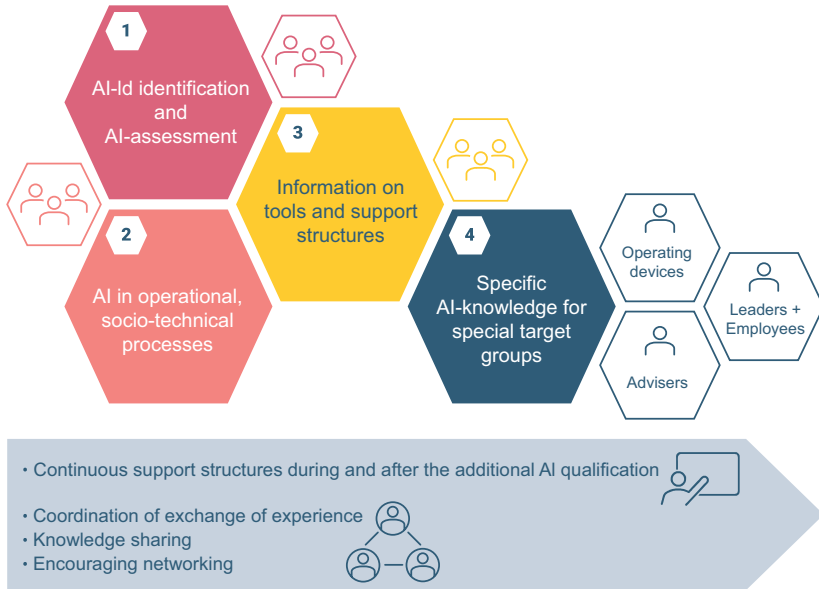 1
AI-Id identification
and
AI-assessment
2
AI in operational,
socio-technical
processes
3
Information on
tools and support
structures
4
Specific
AI-knowledge for
special target
groups
Operating
devices
Leaders +
Employees
Advisers
• Continuous support structures during and after the additional AI qualification
• Coordination of exchange of experience
• Knowledge sharing
• Encouraging networking